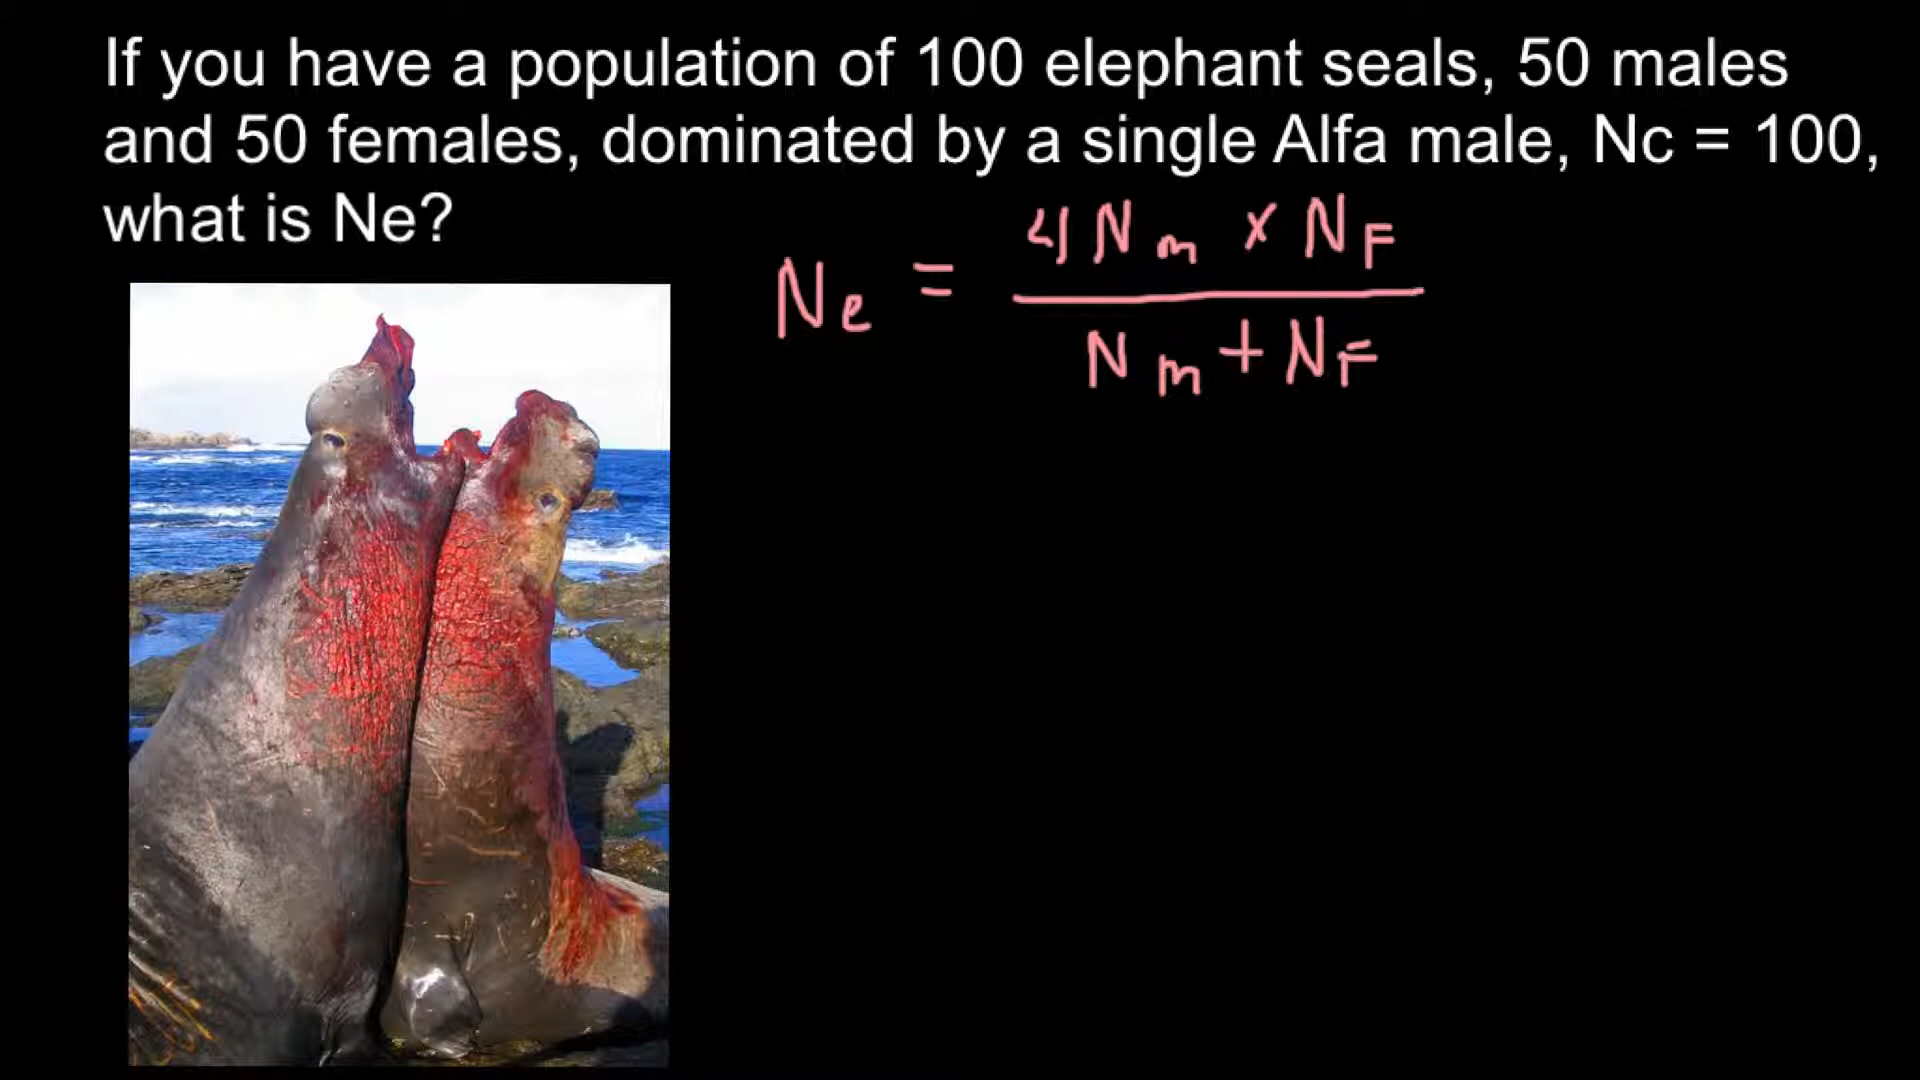 If you have a population of 100 elephant seals, 50 males
and 50 females, dominated by a single Alfa male, Nc = 100,
what is Ne?
Ne = 4Nm x NF
Nm + NF